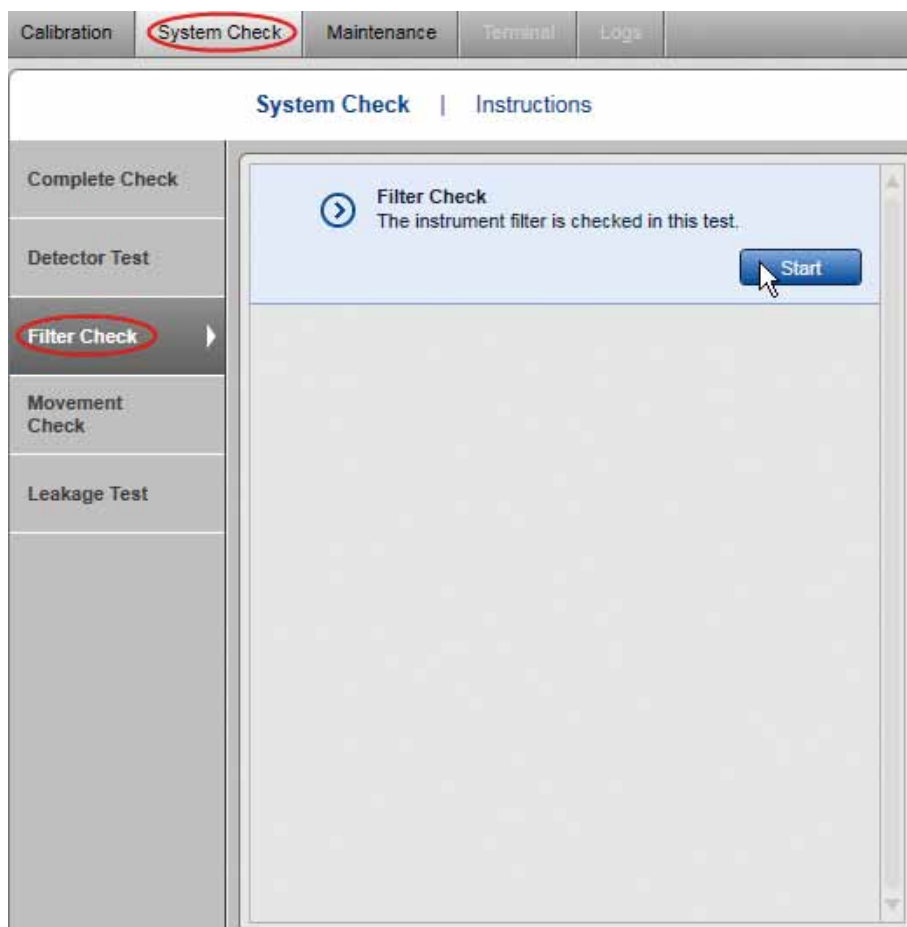 Calibration System Check Maintenance Terminal Logs
System Check | Instructions
Complete Check
Detector Test
Filter Check
Movement
Check
Leakage Test
Filter Check
The instrument filter is checked in this test.
Start